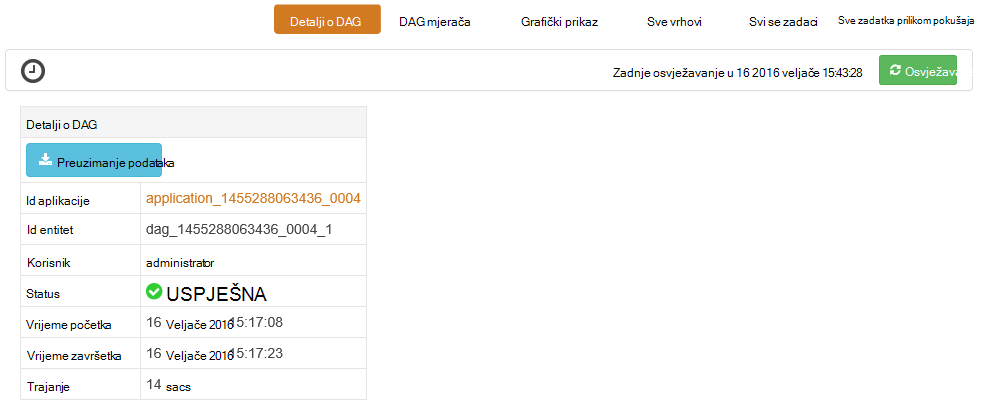 Detalji o DAG DAG mjerača Grafički prikaz Sve vrhovi Svi se zadaci Sve zadatka prilikom pokušaja
Zadnje osvježavanje u 16 2016 veljače 15:43:28 Osvježava
Detalji o DAG
Preuzimanje podataka
Id aplikacije application_1455288063436_0004
Id entitet dag_1455288063436_0004_1
Korisnik administrator
Status USPJEŠNA
Vrijeme početka 16 Veljače 2016 15:17:08
Vrijeme završetka 16 Veljače 2016 15:17:23
Trajanje 14 sacs